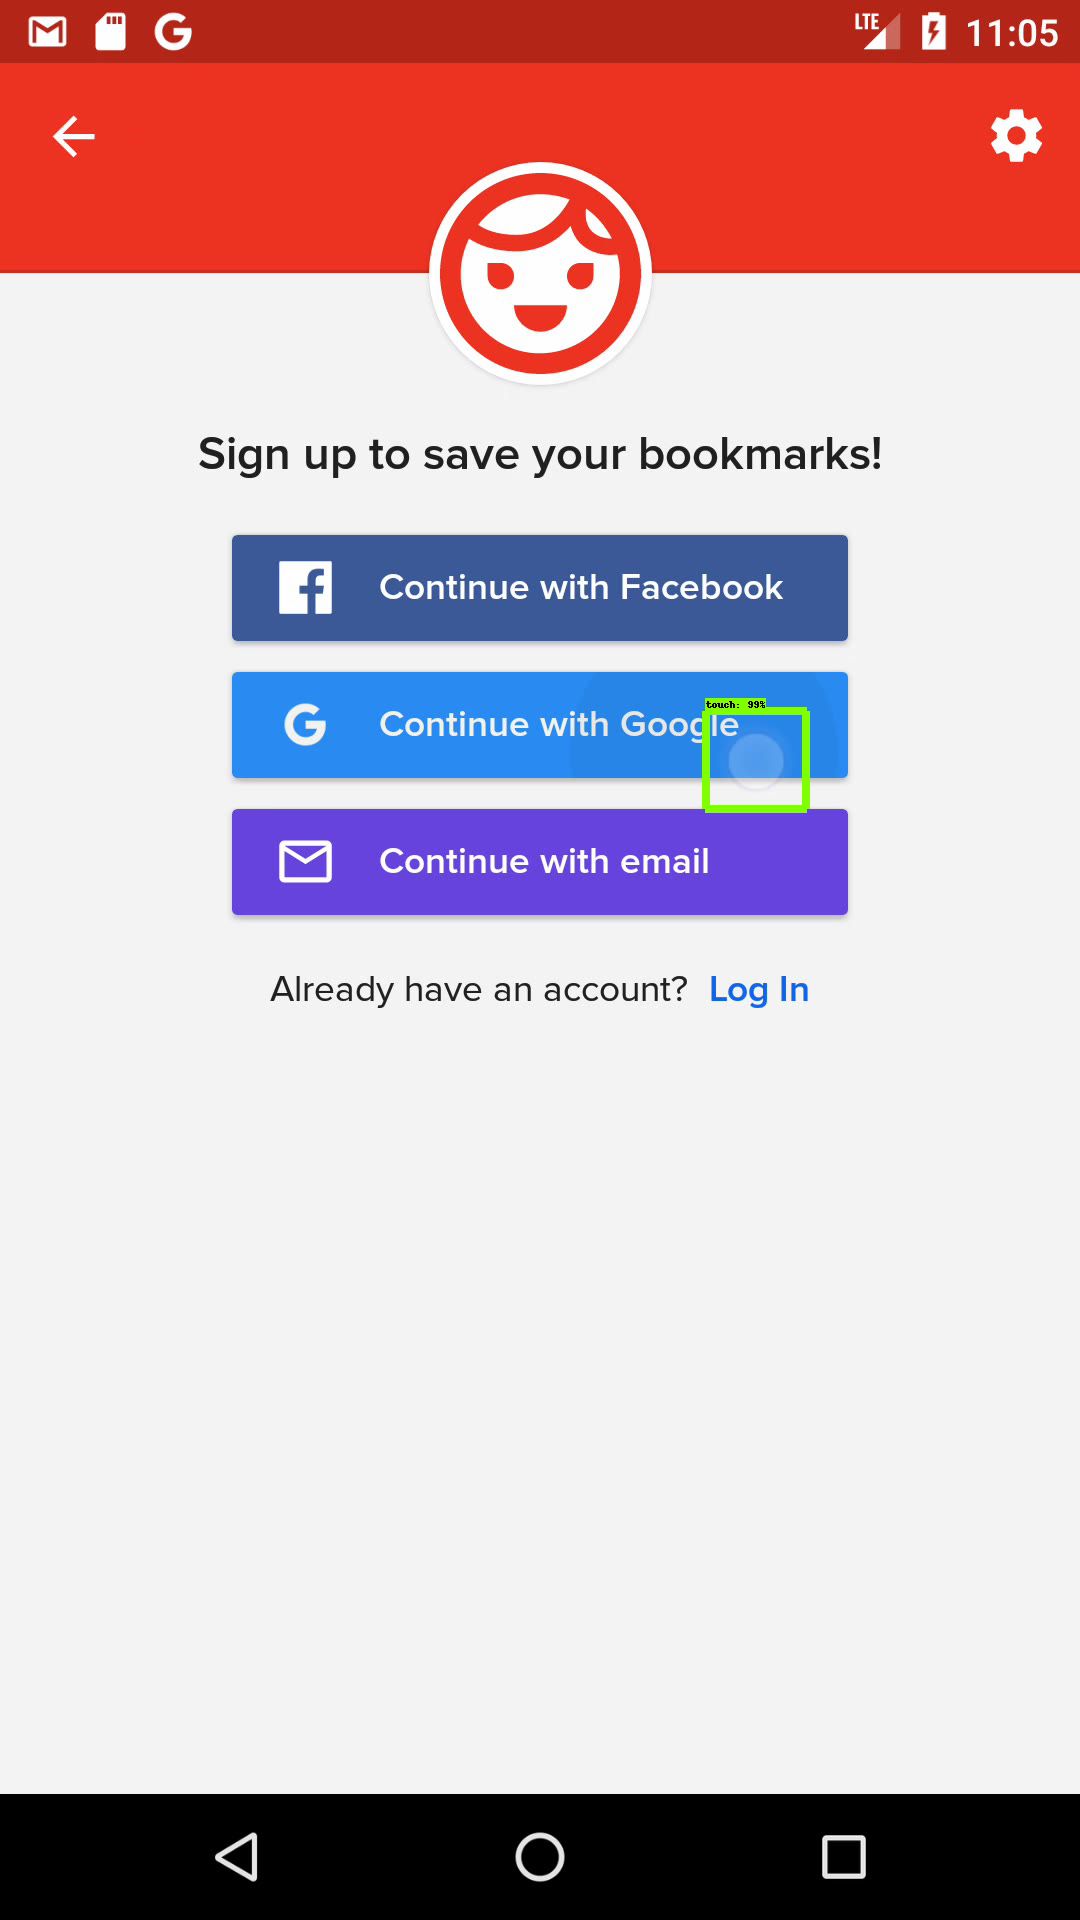 LTE 11:05
Sign up to save your bookmarks!
Continue with Facebook
Continue with Google
touch: 99%
Continue with email
Already have an account? Log In